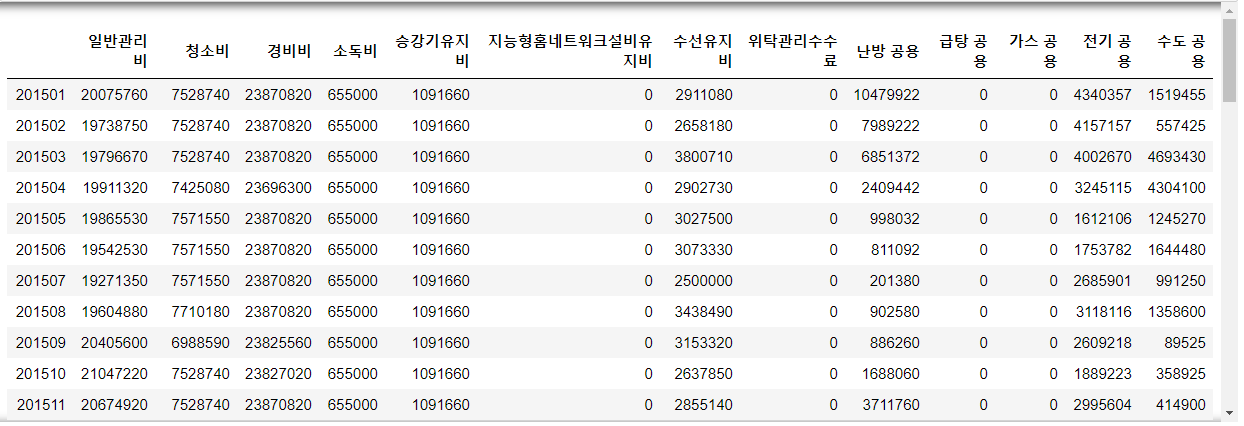 일반관리비 청소비 경비비 소독비 승강기유지비 지능형홈네트워크설비유지비 수선유지비 위탁관리수수료 난방 공용 급탕 공용 가스 공용 전기 공용 수도 공용
201501 20075760 7528740 23870820 655000 1091660 0 2911080 0 10479922 0 0 4340357 1519455
201502 19738750 7528740 23870820 655000 1091660 0 2658180 0 7989222 0 0 4157157 557425
201503 19796670 7528740 23870820 655000 1091660 0 3800710 0 6851372 0 0 4002670 4693430
201504 19911320 7425080 23696300 655000 1091660 0 2902730 0 2409442 0 0 3245115 4304100
201505 19865530 7571550 23870820 655000 1091660 0 3027500 0 998032 0 0 1612106 1245270
201506 19542530 7571550 23870820 655000 1091660 0 3073330 0 811092 0 0 1753782 1644480
201507 19271350 7571550 23870820 655000 1091660 0 2500000 0 201380 0 0 2685901 991250
201508 19604880 7710180 23870820 655000 1091660 0 3438490 0 902580 0 0 3118116 1358600
201509 20405600 6988590 23825560 655000 1091660 0 3153320 0 886260 0 0 2609218 89525
201510 21047220 7528740 23827020 655000 1091660 0 2637850 0 1688060 0 0 1889223 358925
201511 20674920 7528740 23870820 655000 1091660 0 2855140 0 3711760 0 0 2995604 414900